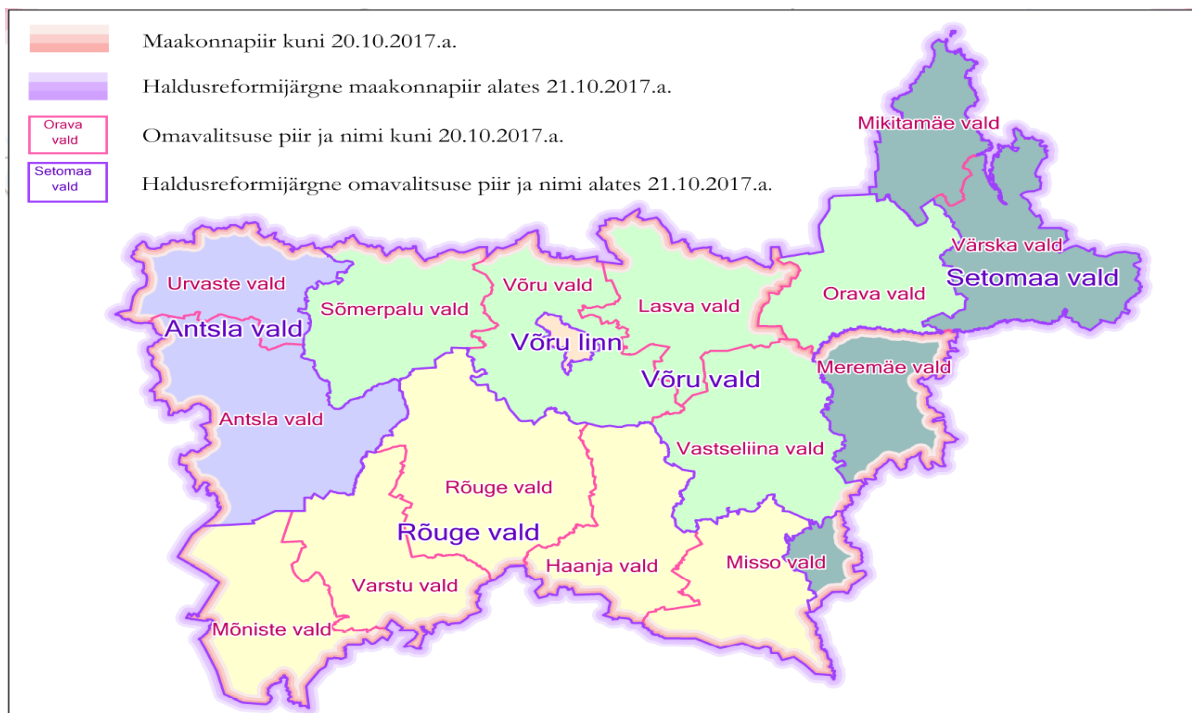 Maakonnapiir kuni 20.10.2017.a.
Haldusreformijärgne maakonnapiir alates 21.10.2017.a.
Orava
vald
Omavalitsuse piir ja nimi kuni 20.10.2017.a.
Setomaa
vald
Haldusreformijärgne omavalitsuse piir ja nimi alates 21.10.2017.a.
Mikitamäe vald
Värska vald
Setomaa vald
Urvaste vald
Võru vald
Sõmerpalu vald
Lasva vald
Orava vald
Antsla vald
Võru linn
Meremäe vald
Võru vald
Antsla vald
Vastseliina vald
Rõuge vald
Rõuge vald
Haanja vald
Misso vald
Varstu vald
Mõniste vald